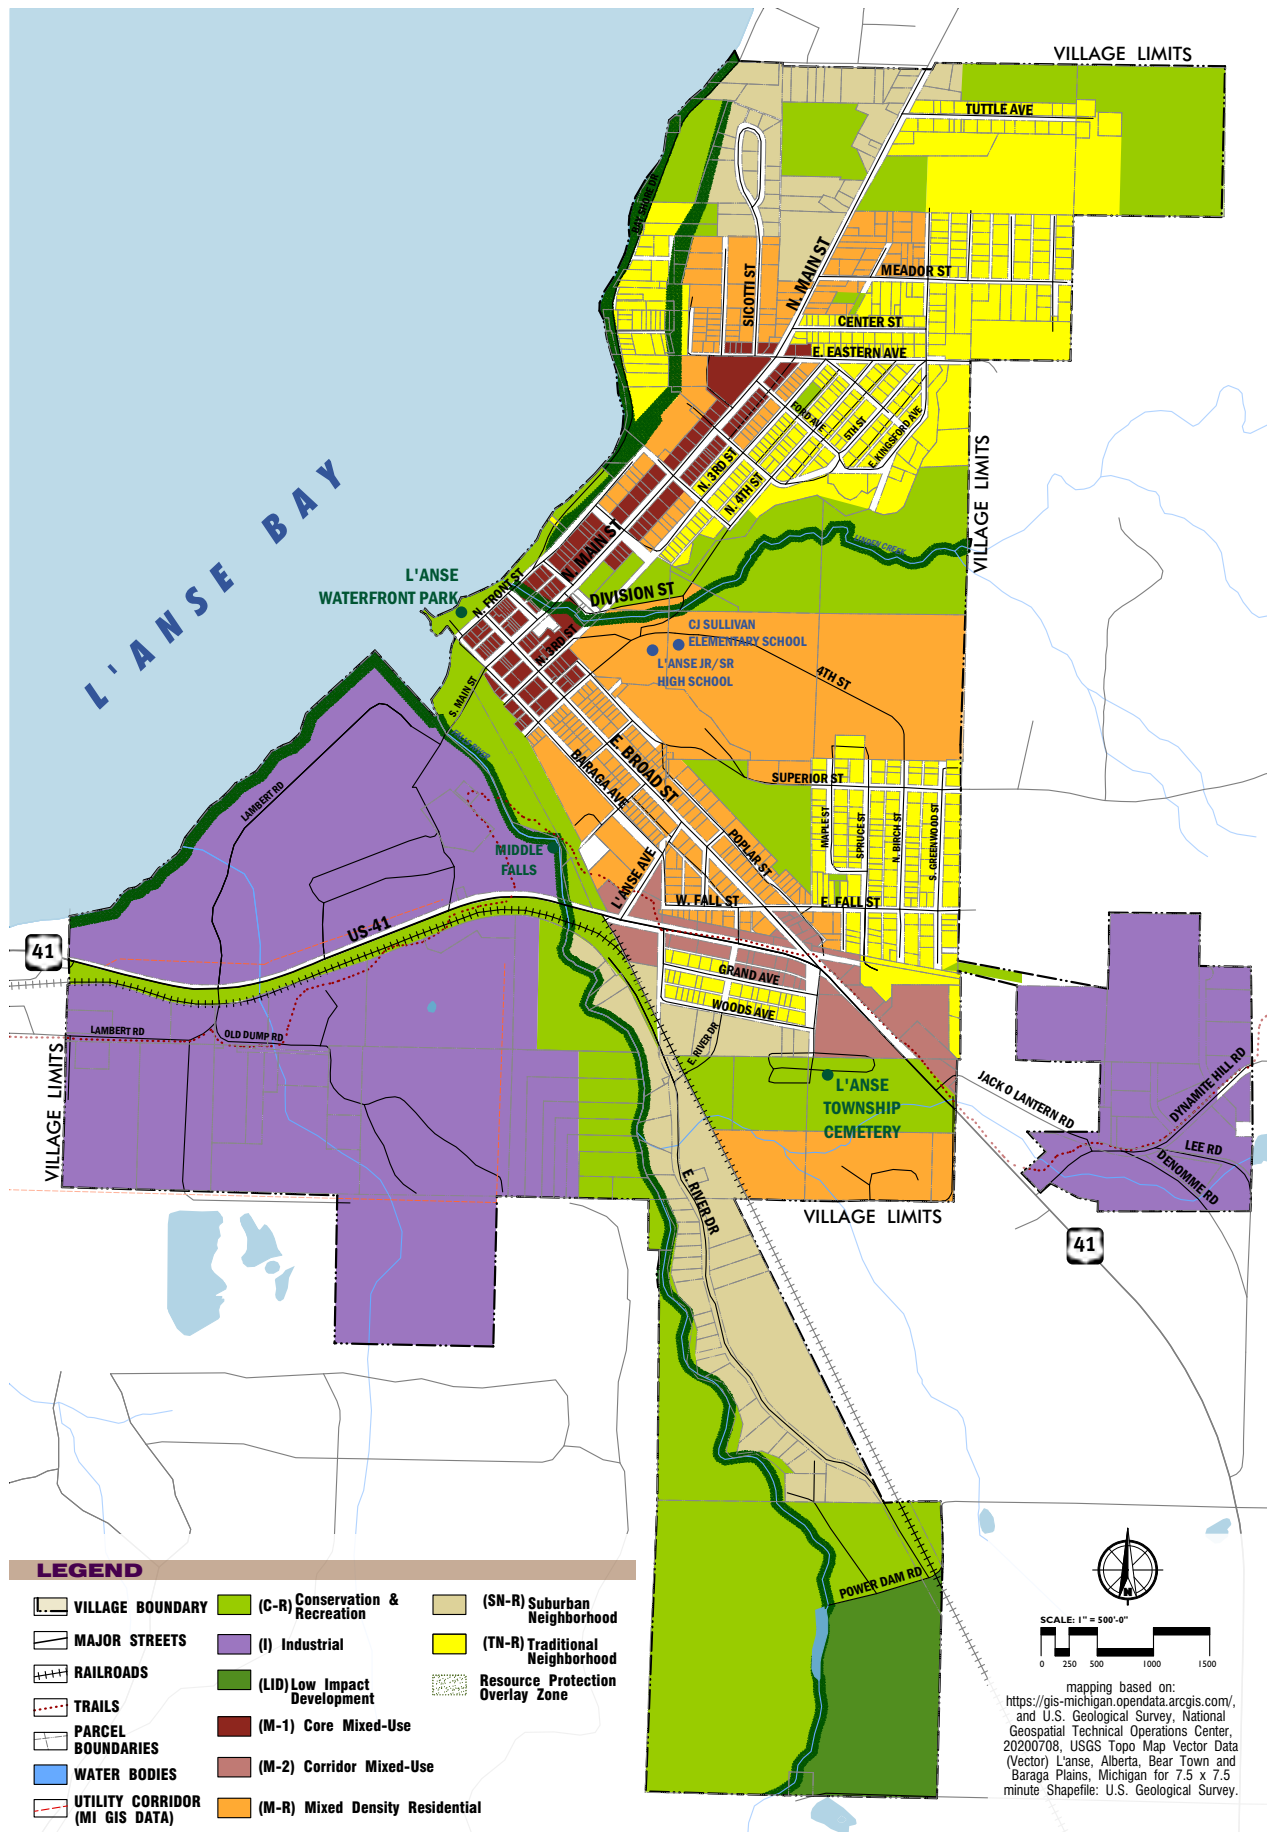 VILLAGE LIMITS
TUTTLE AVE
BAY SHORE DR
N. MAIN ST
MEADOR ST
SICOTTI ST
CENTER ST
E. EASTERN AVE
FORD AVE
5TH ST
E. KINGSFORD AVE
N. 3RD ST
N. 4TH ST
VILLAGE LIMITS
L'ANSE BAY
N. MAIN ST
LINDEN CREEK
L'ANSE
WATERFRONT PARK
N. FRONT ST
DIVISION ST
CJ SULLIVAN
ELEMENTARY SCHOOL
N. 3RD ST
L'ANSE JR/SR
HIGH SCHOOL
4TH ST
S. MAIN ST
FALLS RIVER
E. BROAD ST
BARAGA AVE
SUPERIOR ST
LAMBERT RD
MAPLE ST
SPRUCE ST
N. BIRCH ST
S. GREENWOOD ST
POPLAR ST
MIDDLE
FALLS
L'ANSE AVE
W. FALL ST
E. FALL ST
US-41
41
GRAND AVE
WOODS AVE
LAMBERT RD
OLD DUMP RD
E. RIVER DR
VILLAGE LIMITS
L'ANSE
TOWNSHIP
CEMETERY
JACK O LANTERN RD
DYNAMITE HILL RD
LEE RD
DENOMME RD
E. RIVER DR
VILLAGE LIMITS
41
POWER DAM RD
LEGEND
VILLAGE BOUNDARY
MAJOR STREETS
RAILROADS
TRAILS
PARCEL
BOUNDARIES
WATER BODIES
UTILITY CORRIDOR
(MI GIS DATA)
(C-R) Conservation &
Recreation
(I) Industrial
(LID) Low Impact
Development
(M-1) Core Mixed-Use
(M-2) Corridor Mixed-Use
(M-R) Mixed Density Residential
(SN-R) Suburban
Neighborhood
(TN-R) Traditional
Neighborhood
Resource Protection
Overlay Zone
N
SCALE: 1" = 500'-0"
0 250 500 1000 1500
mapping based on:
https://gis-michigan.opendata.arcgis.com/,
and U.S. Geological Survey, National
Geospatial Technical Operations Center,
20200708, USGS Topo Map Vector Data
(Vector) L'anse, Alberta, Bear Town and
Baraga Plains, Michigan for 7.5 x 7.5
minute Shapefile: U.S. Geological Survey.